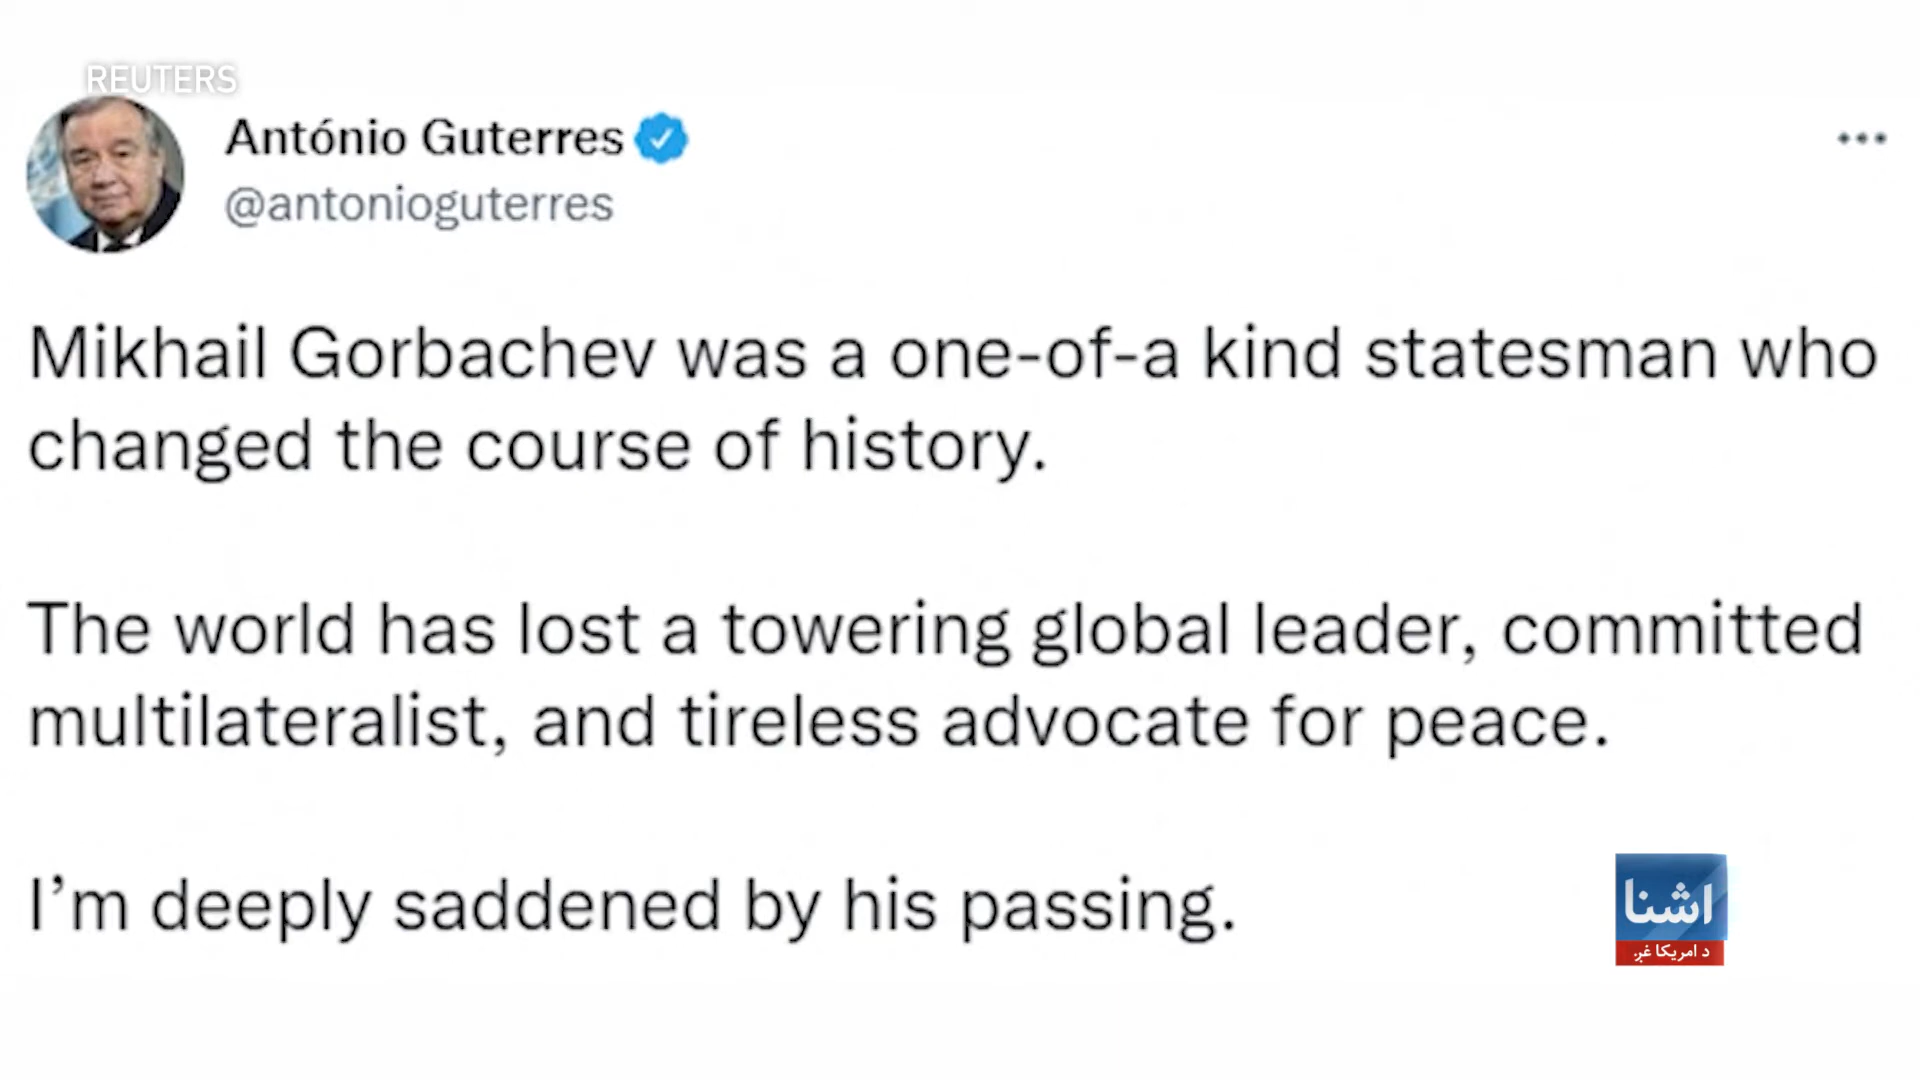 REUTERS
António Guterres
@antonioguterres
Mikhail Gorbachev was a one-of-a kind statesman who
changed the course of history.
The world has lost a towering global leader, committed
multilateralist, and tireless advocate for peace.
I’m deeply saddened by his passing.
اشنا
د امریکا غږ